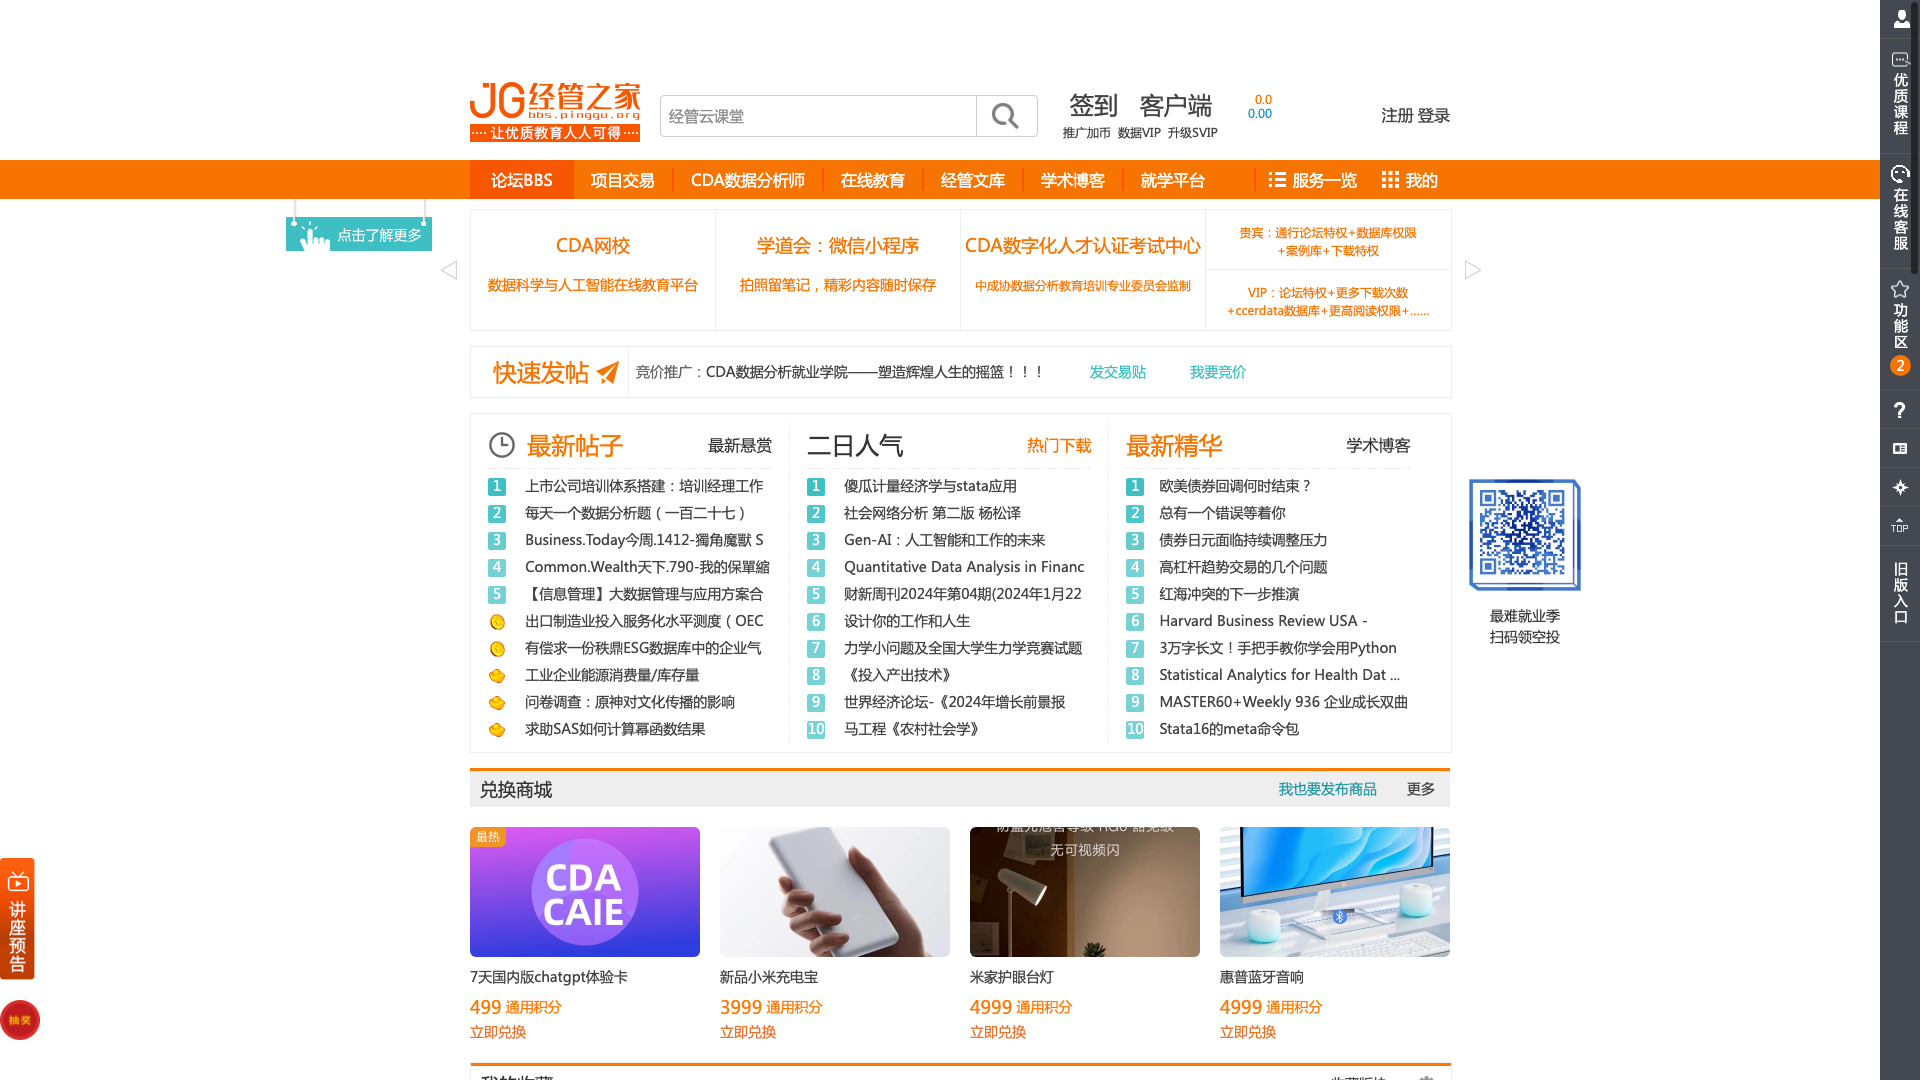 JG经管之家
bbs.pinggu.org
让优质教育人人可得
经管云课堂
签到 客户端
推广加币 数据VIP 升级SVIP
0.0
0.00
注册 登录
论坛BBS 项目交易 CDA数据分析师 在线教育 经管文库 学术博客 就学平台 服务一览 我的
点击了解更多
CDA网校
数据科学与人工智能在线教育平台
学道会：微信小程序
拍照留笔记，精彩内容随时保存
CDA数字化人才认证考试中心
中成协数据分析教育培训专业委员会监制
贵宾：通行论坛特权+数据库权限
+案例库+下载特权
VIP：论坛特权+更多下载次数
+ccerdata数据库+更高阅读权限+......
快速发帖
竞价推广：CDA数据分析就业学院——塑造辉煌人生的摇篮！！！
发交易贴
我要竞价
最新帖子 最新悬赏
1 上市公司培训体系搭建：培训经理工作
2 每天一个数据分析题（一百二十七）
3 Business.Today今周.1412-獨角魔獸 S
4 Common.Wealth天下.790-我的保單縮
5 【信息管理】大数据管理与应用方案合
出口制造业投入服务化水平测度（OEC
有偿求一份秩鼎ESG数据库中的企业气
工业企业能源消费量/库存量
问卷调查：原神对文化传播的影响
求助SAS如何计算幂函数结果
二日人气 热门下载
1 傻瓜计量经济学与stata应用
2 社会网络分析 第二版 杨松译
3 Gen-AI：人工智能和工作的未来
4 Quantitative Data Analysis in Financ
5 财新周刊2024年第04期(2024年1月22
6 设计你的工作和人生
7 力学小问题及全国大学生力学竞赛试题
8 《投入产出技术》
9 世界经济论坛-《2024年增长前景报
10 马工程《农村社会学》
最新精华 学术博客
1 欧美债券回调何时结束？
2 总有一个错误等着你
3 债券日元面临持续调整压力
4 高杠杆趋势交易的几个问题
5 红海冲突的下一步推演
6 Harvard Business Review USA -
7 3万字长文！手把手教你学会用Python
8 Statistical Analytics for Health Dat ...
9 MASTER60+Weekly 936 企业成长双曲
10 Stata16的meta命令包
最难就业季
扫码领空投
兑换商城
我也要发布商品
更多
最热
CDA
CAIE
7天国内版chatgpt体验卡
499 通用积分
立即兑换
新品小米充电宝
3999 通用积分
立即兑换
无可视频闪
米家护眼台灯
4999 通用积分
立即兑换
惠普蓝牙音响
4999 通用积分
立即兑换
讲座预告
抽奖
优质课程
在线客服
功能区
2
?
TOP
旧版入口